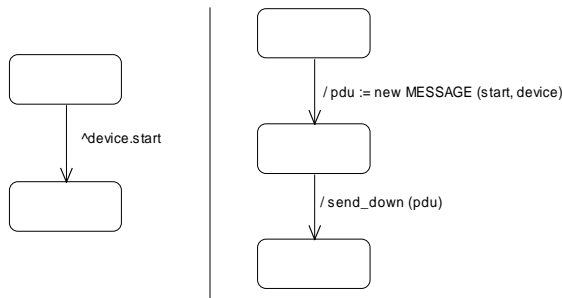 / pdu := new MESSAGE (start, device)
^device.start
/ send_down (pdu)